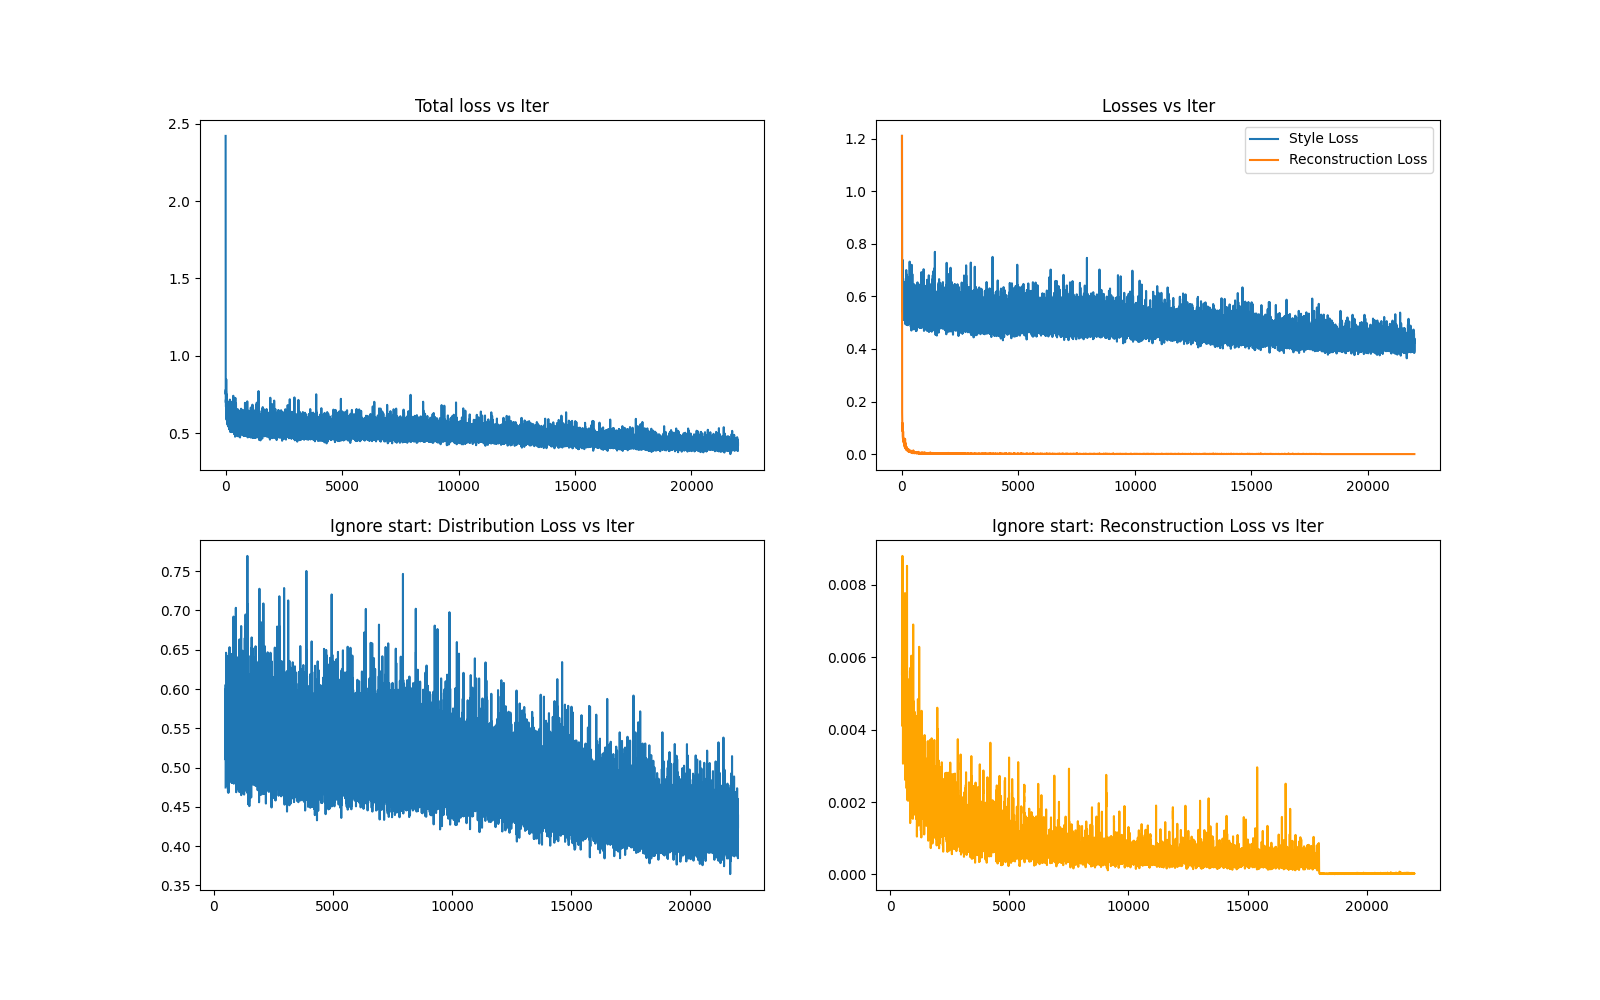 Total loss vs Iter
2.5
2.0
1.5
1.0
0.5
0 5000 10000 15000 20000
Losses vs Iter
Style Loss
Reconstruction Loss
1.2
1.0
0.8
0.6
0.4
0.2
0.0
0 5000 10000 15000 20000
Ignore start: Distribution Loss vs Iter
0.75
0.70
0.65
0.60
0.55
0.50
0.45
0.40
0.35
0 5000 10000 15000 20000
Ignore start: Reconstruction Loss vs Iter
0.008
0.006
0.004
0.002
0.000
0 5000 10000 15000 20000